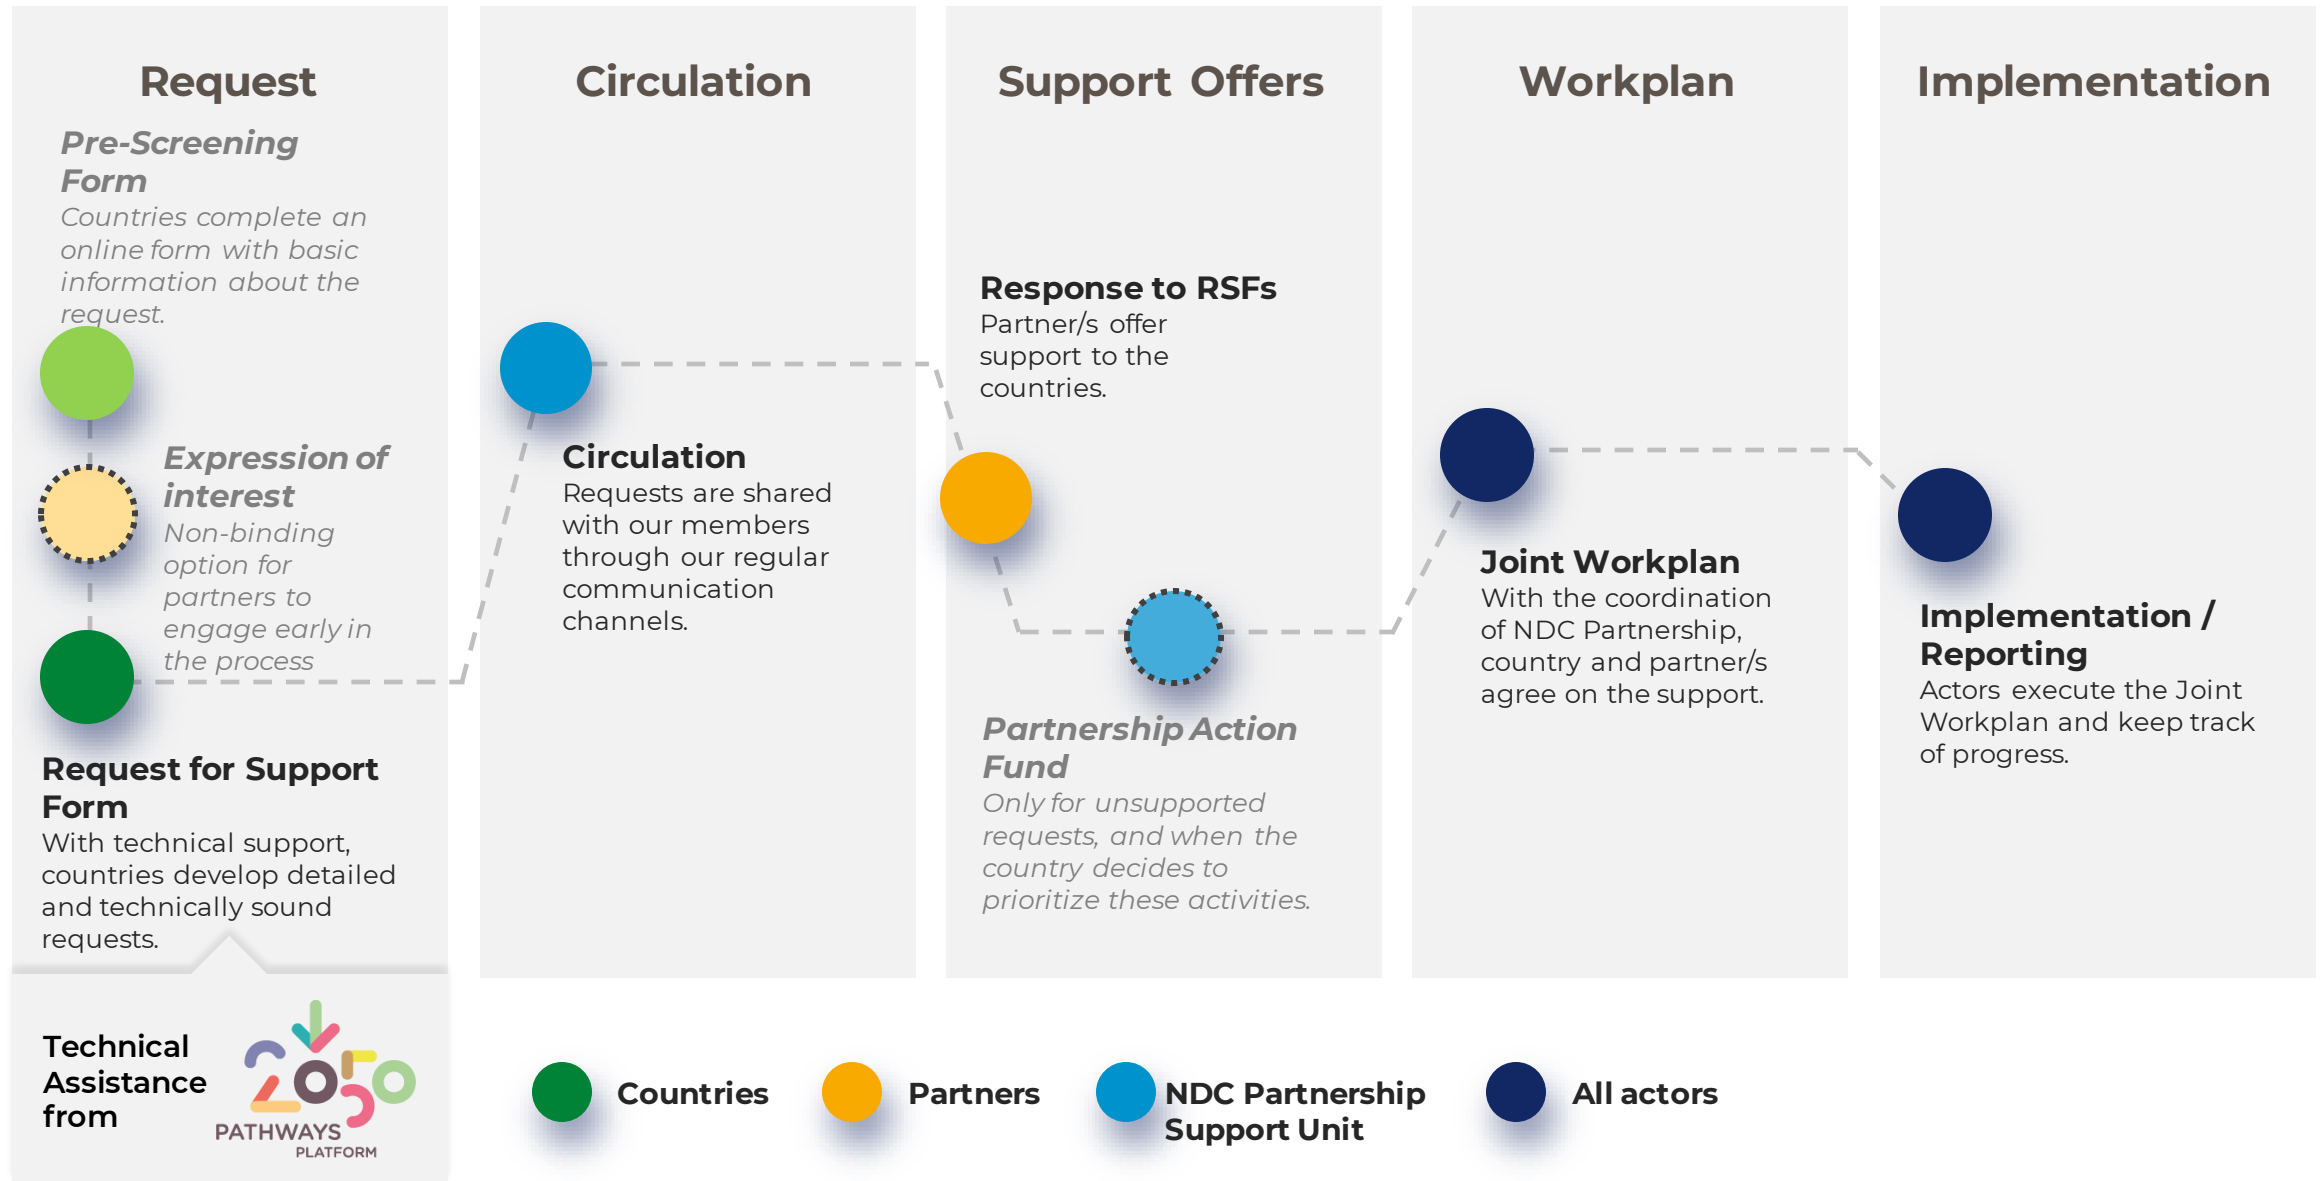 Request
Pre-Screening
Form
Countries complete an
online form with basic
information about the
request.
Expression of
interest
Non-binding
option for
partners to
engage early in
the process
Request for Support
Form
With technical support,
countries develop detailed
and technically sound
requests.
Technical
Assistance
from
2050
PATHWAYS
PLATFORM
Circulation
Circulation
Requests are shared
with our members
through our regular
communication
channels.
Support Offers
Response to RSFs
Partner/s offer
support to the
countries.
Partnership Action
Fund
Only for unsupported
requests, and when the
country decides to
prioritize these activities.
Workplan
Joint Workplan
With the coordination
of NDC Partnership,
country and partner/s
agree on the support.
Implementation
Implementation /
Reporting
Actors execute the Joint
Workplan and keep track
of progress.
Countries
Partners
NDC Partnership
Support Unit
All actors